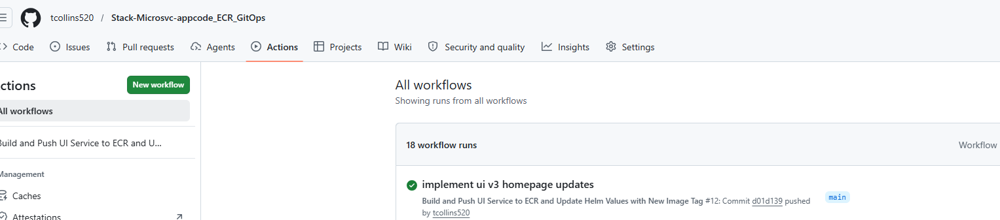 tcollins520 / Stack-Microsvc-appcode_ECR_GitOps
Code Issues Pull requests Agents Actions Projects Wiki Security and quality Insights Settings
ctions
New workflow
All workflows
Build and Push UI Service to ECR and U...
Management
Caches
Attestations
All workflows
Showing runs from all workflows
18 workflow runs
Workflow
implement ui v3 homepage updates
Build and Push UI Service to ECR and Update Helm Values with New Image Tag #12: Commit d01d139 pushed
by tcollins520
main